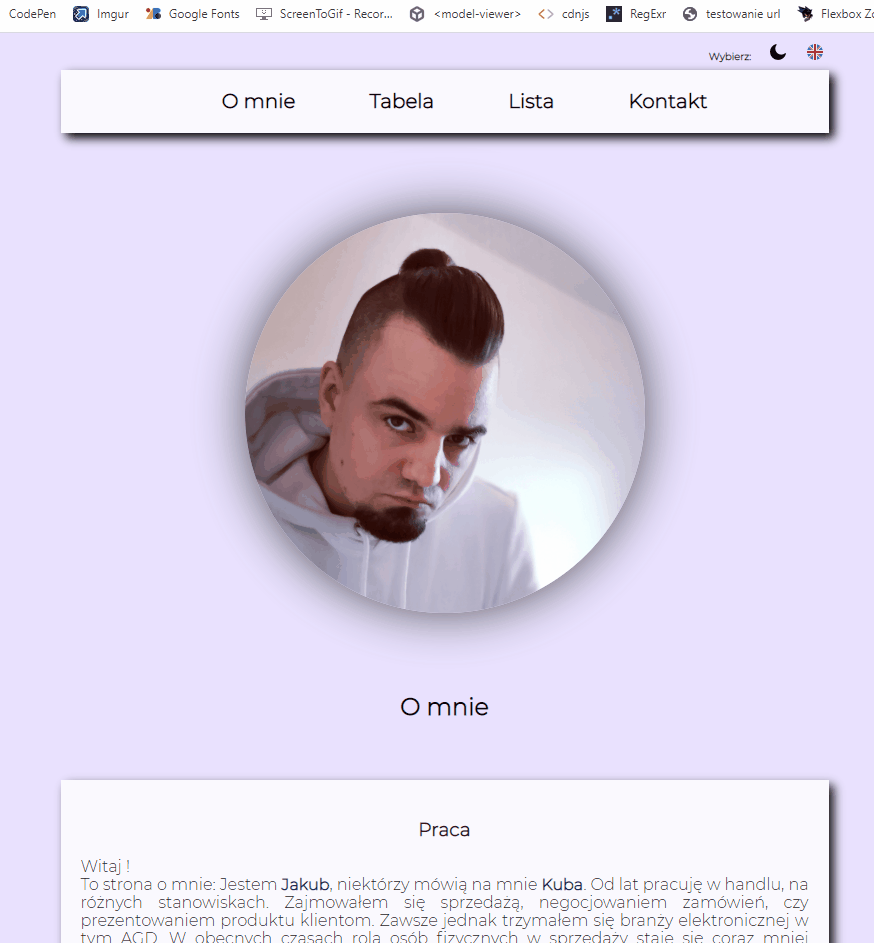 CodePen Imgur Google Fonts ScreenToGif - Recor... <model-viewer> cdnjs RegExr testowanie url Flexbox Zo
Wybierz:
O mnie Tabela Lista Kontakt
O mnie
Praca
Witaj !
To strona o mnie: Jestem Jakub, niektórzy mówią na mnie Kuba. Od lat pracuję w handlu, na
różnych stanowiskach. Zajmowałem się sprzedażą, negocjowaniem zamówień, czy
prezentowaniem produktu klientom. Zawsze jednak trzymałem się branży elektronicznej w
tym AGD. W obecnych czasach rola osób fizycznych w sprzedaży staje się coraz mniej